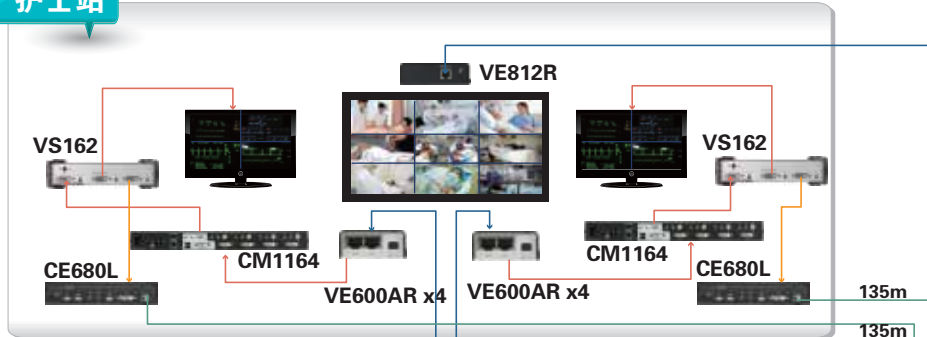 护士站
VE812R
VS162
VS162
CM1164
CM1164
CE680L
CE680L
VE600AR x4
VE600AR x4
135m
135m